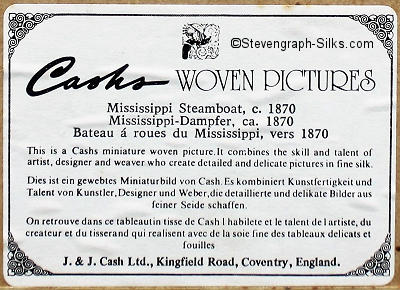 ©Stevengraph-Silks.com
Cashs WOVEN PICTURES
Mississippi Steamboat, c. 1870
Mississippi-Dampfer, ca. 1870
Bateau á roues du Mississippi, vers 1870
This is a Cashs miniature woven picture.It combines the skill and talent of
artist, designer and weaver who create detailed and delicate pictures in fine silk.
Dies ist ein gewebtes Miniaturbild von Cash.Es kombiniert Kunstfertigkeit und
Talent von Kunstler,Designer und Weber,die detaillierte und delikate Bilder aus
feiner Seide schaffen.
On retrouve dans ce tableautin tisse de Cash l habilete et le talent de lartiste, du
createur et du tisserand qui realisent avec de la soie fine des tableaux delicats et
fouilles
J. & J. Cash Ltd., Kingfield Road, Coventry, England.